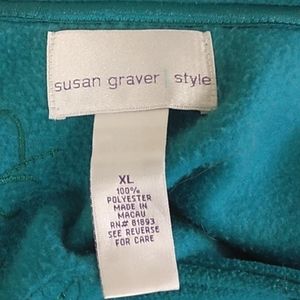 susan graver style
XL
100%
POLYESTER
MADE IN
MACAU
RN# 81893
SEE REVERSE
FOR CARE